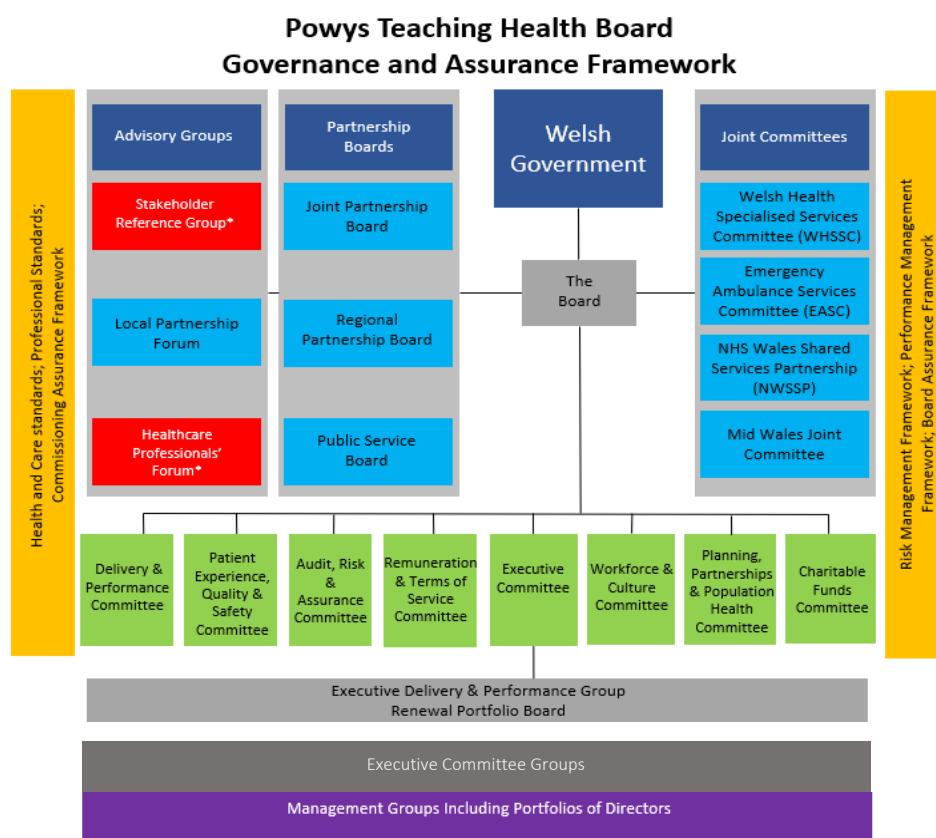 Powys Teaching Health Board
Governance and Assurance Framework
Health and Care standards; Professional Standards;
Commissioning Assurance Framework
Advisory Groups
Stakeholder
Reference Group*
Local Partnership
Forum
Healthcare
Professionals'
Forum*
Partnership
Boards
Joint Partnership
Board
Regional
Partnership Board
Public Service
Board
Welsh
Government
The
Board
Joint Committees
Welsh Health
Specialised Services
Committee (WHSSC)
Emergency
Ambulance Services
Committee (EASC)
NHS Wales Shared
Services Partnership
(NWSSP)
Mid Wales Joint
Committee
Risk Management Framework; Performance Management
Framework; Board Assurance Framework
Delivery &
Performance
Committee
Patient
Experience,
Quality &
Safety
Committee
Audit, Risk
&
Assurance
Committee
Remuneration
& Terms of
Service
Committee
Executive
Committee
Workforce &
Culture
Committee
Planning,
Partnerships
& Population
Health
Committee
Charitable
Funds
Committee
Executive Delivery & Performance Group
Renewal Portfolio Board
Executive Committee Groups
Management Groups Including Portfolios of Directors